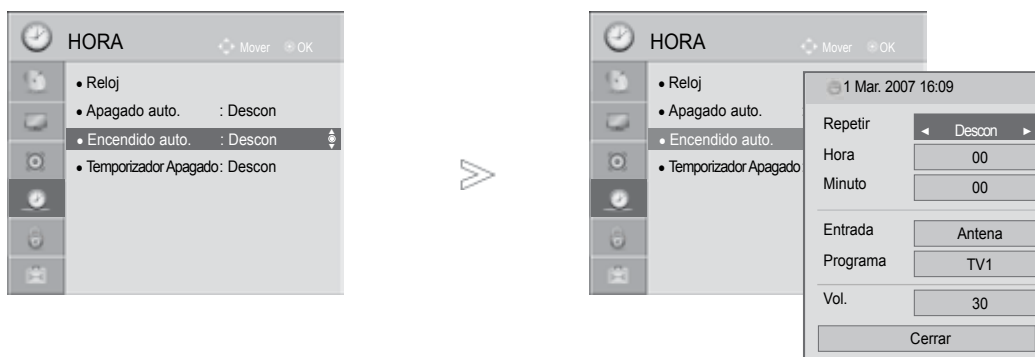 HORA
Mover OK
● Reloj
● Apagado auto. : Descon
● Encendido auto. : Descon
● Temporizador Apagado : Descon
HORA
Mover OK
● Reloj
● Apagado auto.
● Encendido auto.
● Temporizador Apagado
1 Mar. 2007 16:09
Repetir ◄ Descon ►
Hora 00
Minuto 00
Entrada Antena
Programa TV1
Vol. 30
Cerrar